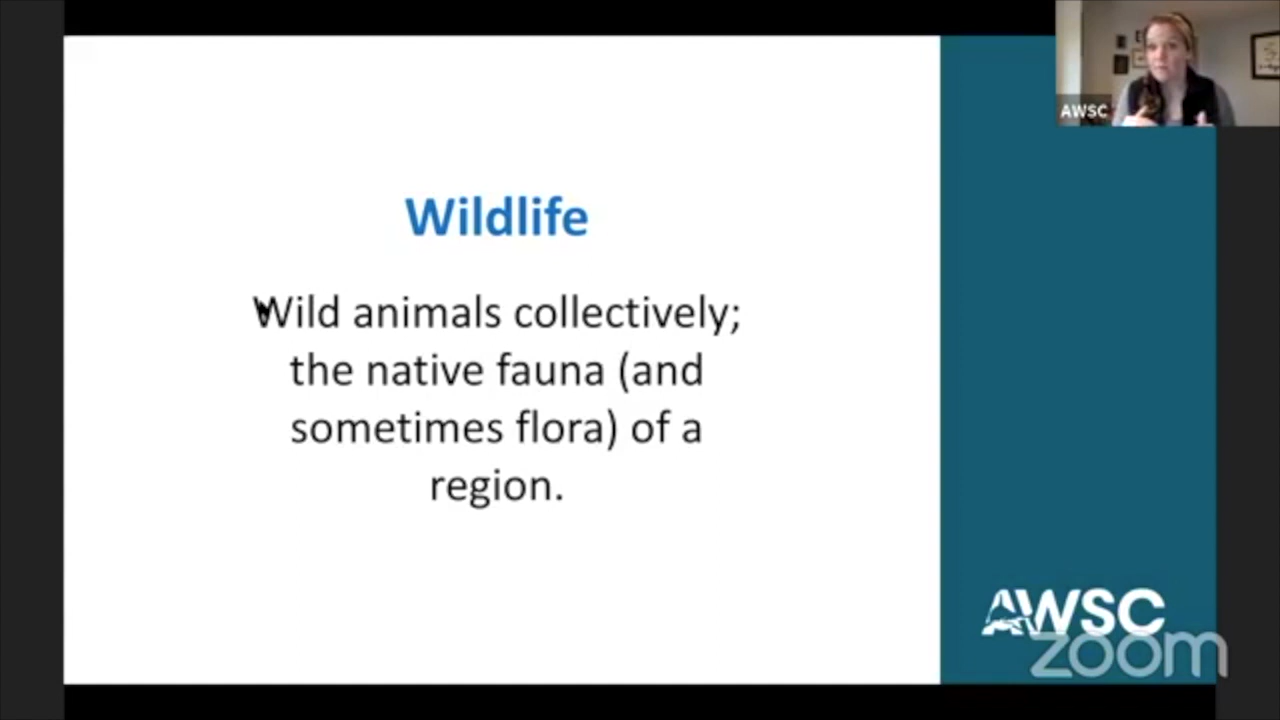 AWSC
Wildlife
Wild animals collectively;
the native fauna (and
sometimes flora) of a
region.
AWSC
zoom